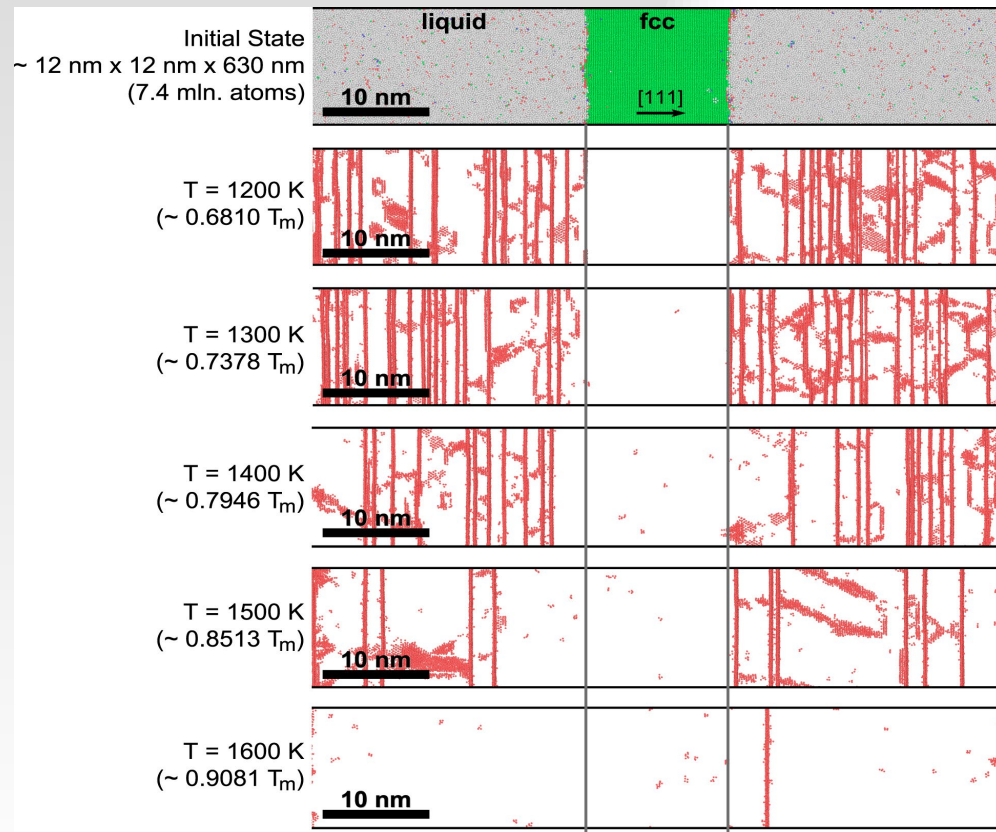 liquid
fcc
Initial State
~ 12 nm x 12 nm x 630 nm
(7.4 mln. atoms)
10 nm
[111]
T = 1200 K
(~ 0.6810 Tm)
10 nm
T = 1300 K
(~ 0.7378 Tm)
10 nm
T = 1400 K
(~ 0.7946 Tm)
10 nm
T = 1500 K
(~ 0.8513 Tm)
10 nm
T = 1600 K
(~ 0.9081 Tm)
10 nm